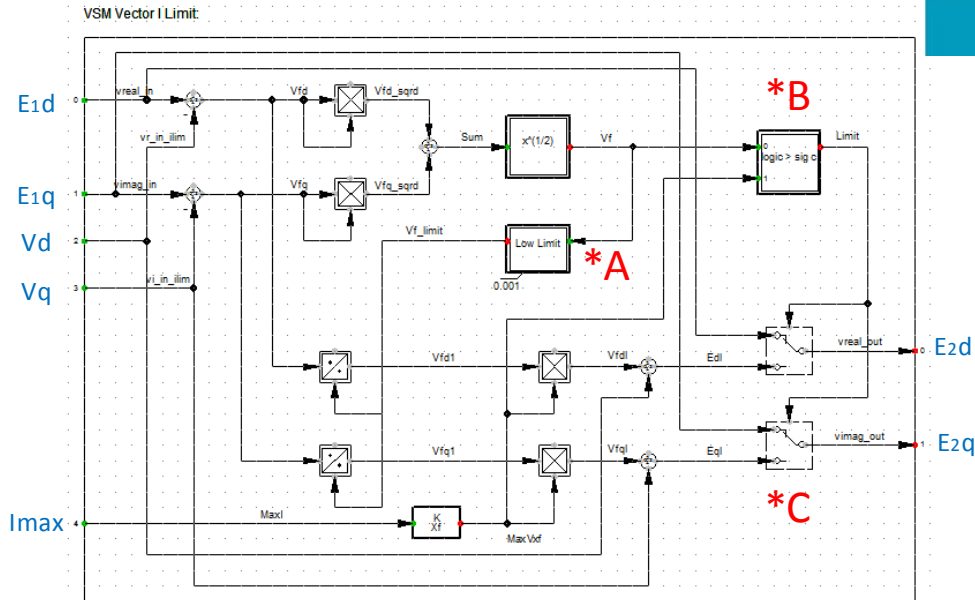 VSM Vector I Limit:
*B
E1d
0
vreal_in
Vfd
Vfd_sqrd
vr_in_ilim
Sum
x^(1/2)
Vf
0
logic > sig c
1
Limit
E1q
1
vimag_in
Vfq
Vfq_sqrd
Vd
2
Vf_limit
Low Limit
*A
0.001
Vq
3
vi_in_ilim
Vfd1
Vfdl
Edl
vreal_out
0
E2d
Vfq1
Vfql
Eql
vimag_out
1
E2q
*C
Imax
4
MaxI
K
Xf
MaxVxf